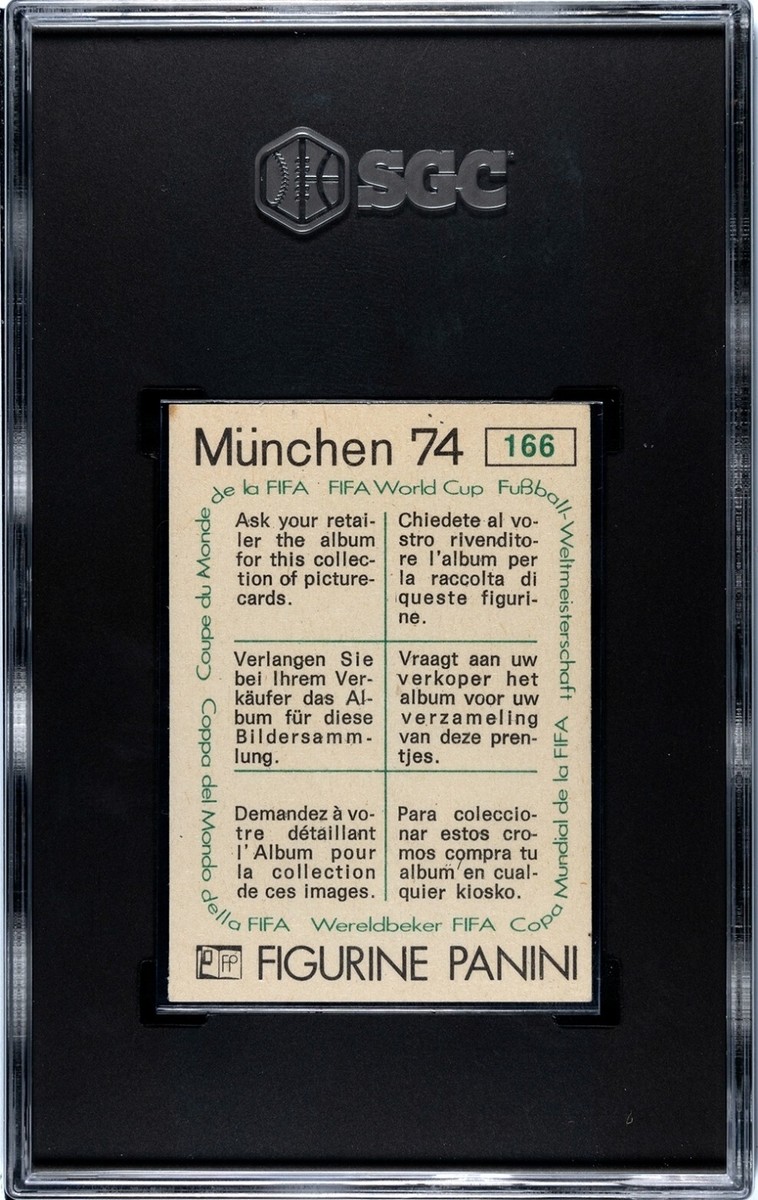 SGC
München 74 166
Coupe du Monde de la FIFA FIFA World Cup Fußball-Weltmeisterschaft
Ask your retai-
ler the album
for this collec-
tion of picture-
cards.
Chiedete al vo-
stro rivendito-
re l'album per
la raccolta di
queste figuri-
ne.
Verlangen Sie
bei Ihrem Ver-
käufer das Al-
bum für diese
Bildersamm-
lung.
Vraagt aan uw
verkoper het
album voor uw
verzameling
van deze pren-
tjes.
Demandez à vo-
tre détaillant
l'Album pour
la collection
de ces images.
Para coleccio-
nar estos cro-
mos compra tu
album en cual-
quier kiosko.
Coppa del Mondo della FIFA Wereldbeker FIFA Copa Mundial de la FIFA
FP FIGURINE PANINI